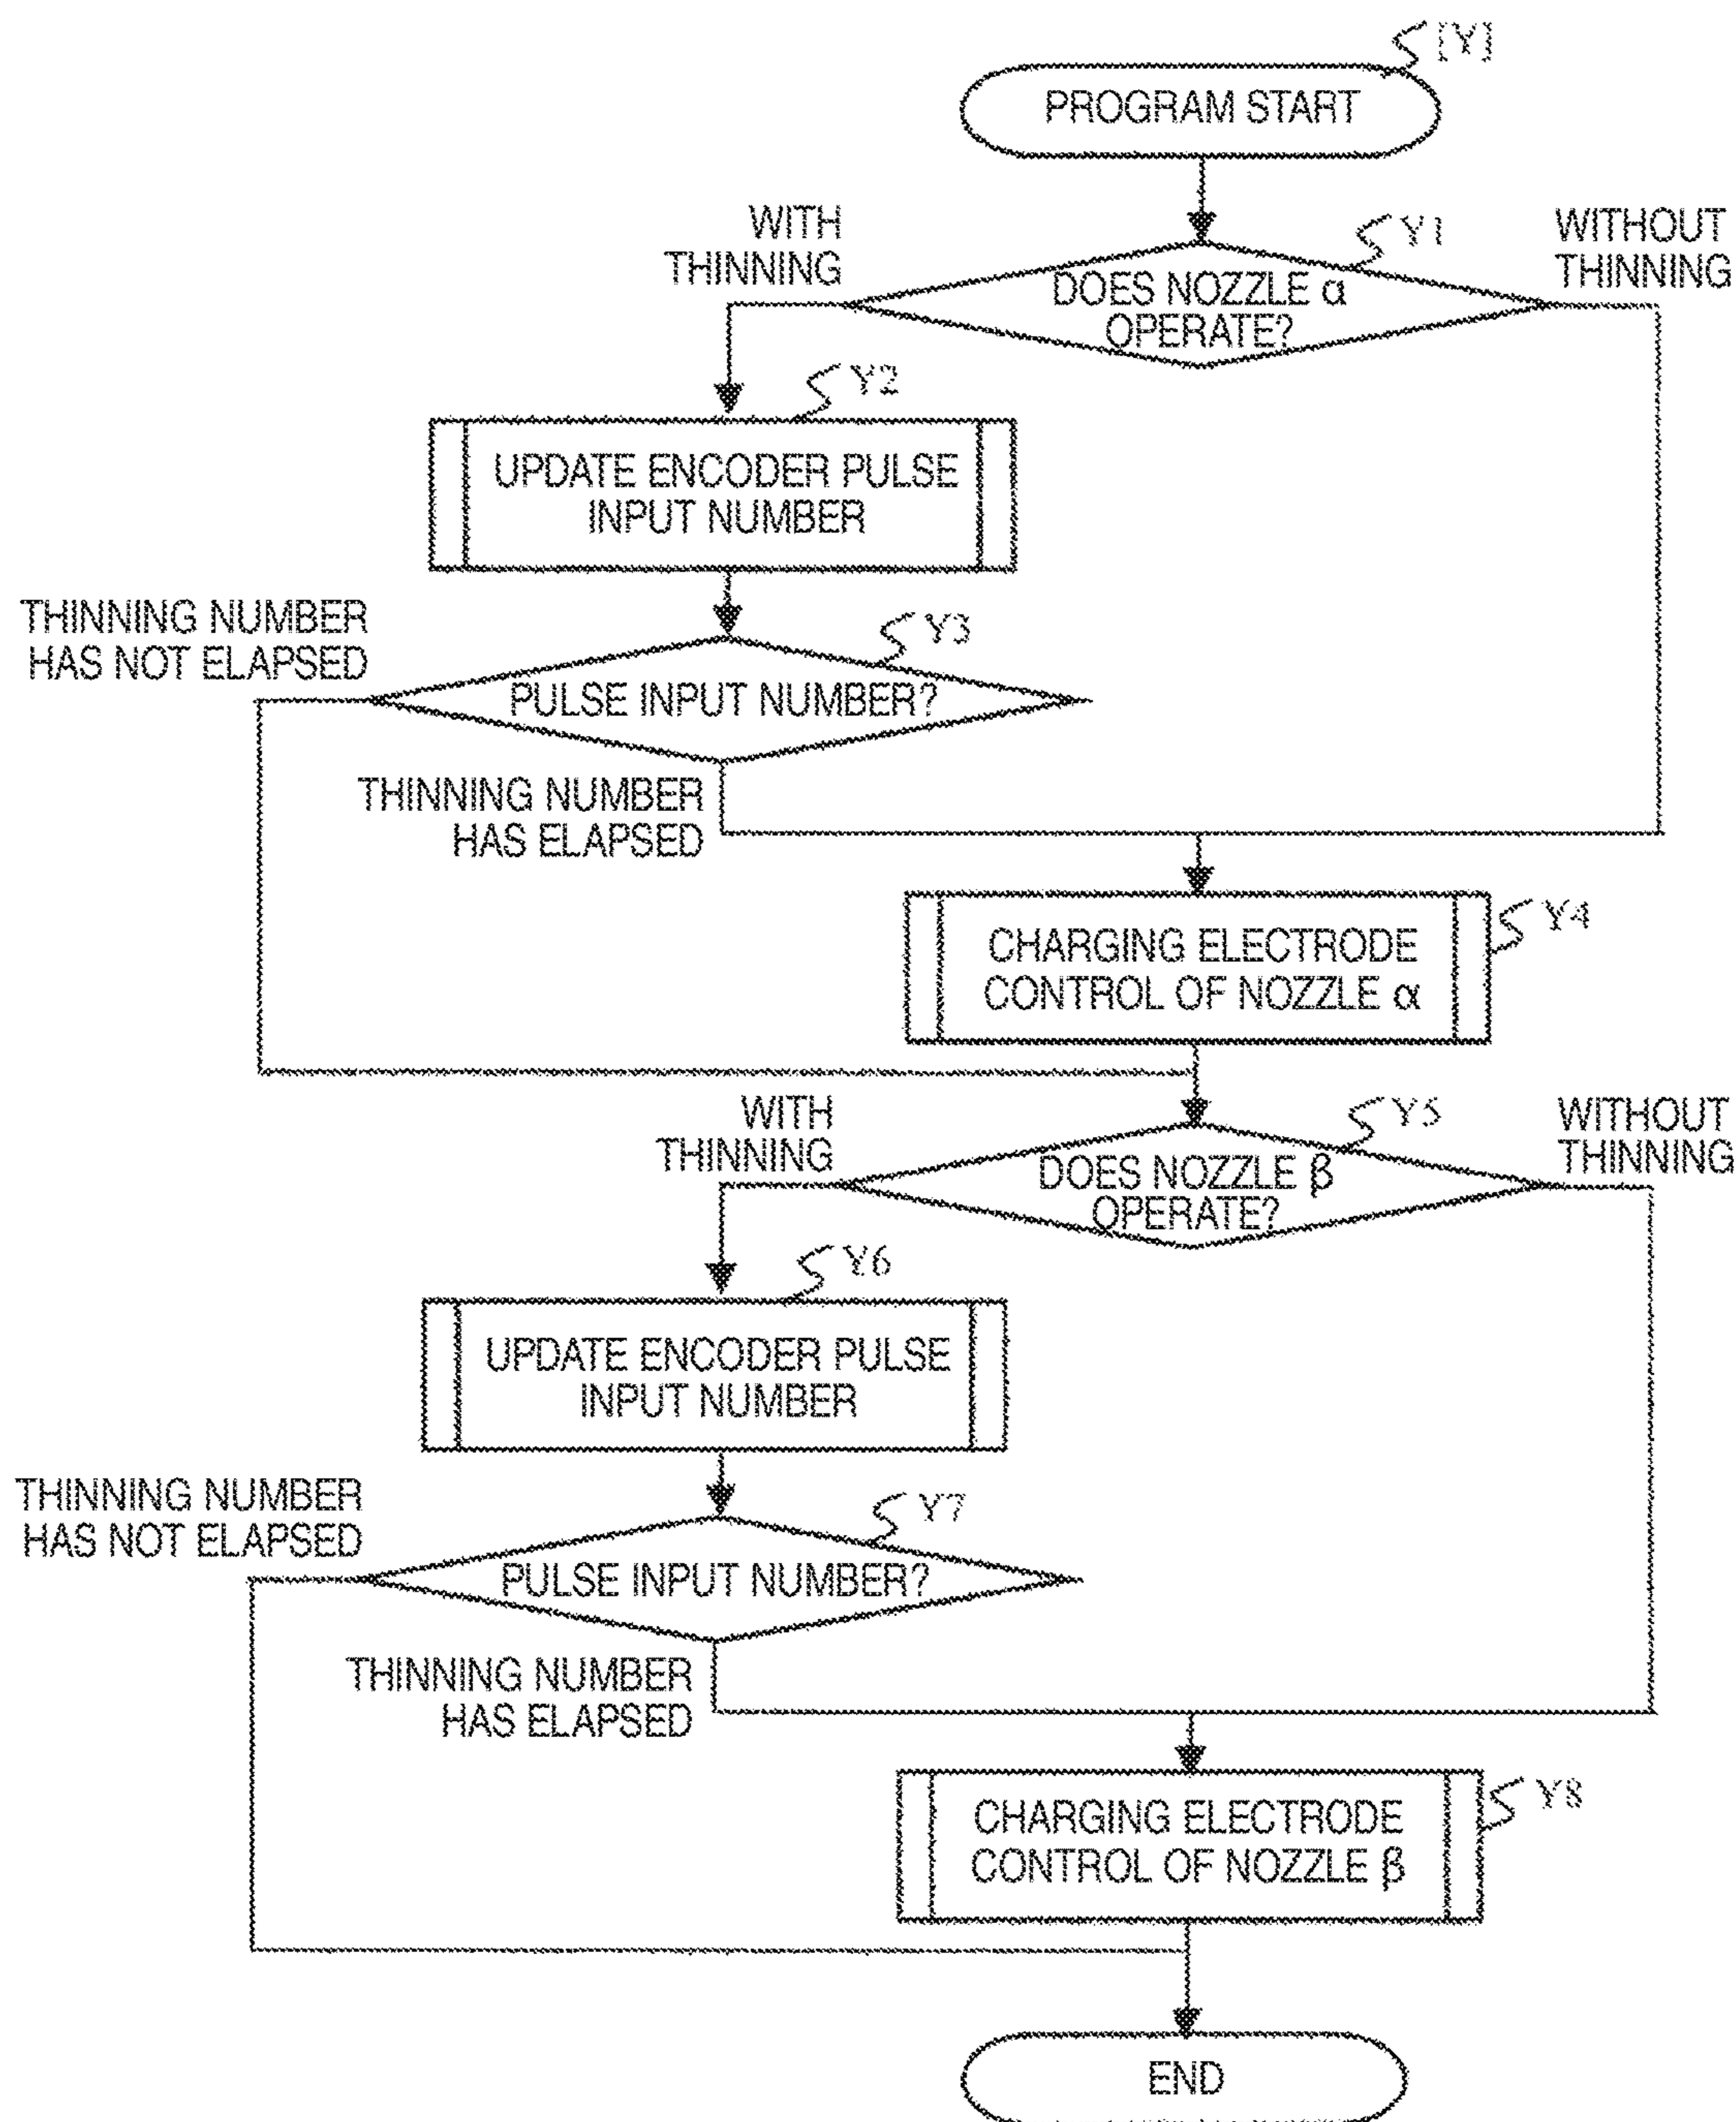 [Y]
PROGRAM START
WITH
THINNING
Y1
WITHOUT
THINNING
DOES NOZZLE α
OPERATE?
Y2
UPDATE ENCODER PULSE
INPUT NUMBER
THINNING NUMBER
HAS NOT ELAPSED
Y3
PULSE INPUT NUMBER?
THINNING NUMBER
HAS ELAPSED
Y4
CHARGING ELECTRODE
CONTROL OF NOZZLE α
WITH
THINNING
Y5
WITHOUT
THINNING
DOES NOZZLE β
OPERATE?
Y6
UPDATE ENCODER PULSE
INPUT NUMBER
THINNING NUMBER
HAS NOT ELAPSED
Y7
PULSE INPUT NUMBER?
THINNING NUMBER
HAS ELAPSED
Y8
CHARGING ELECTRODE
CONTROL OF NOZZLE β
END